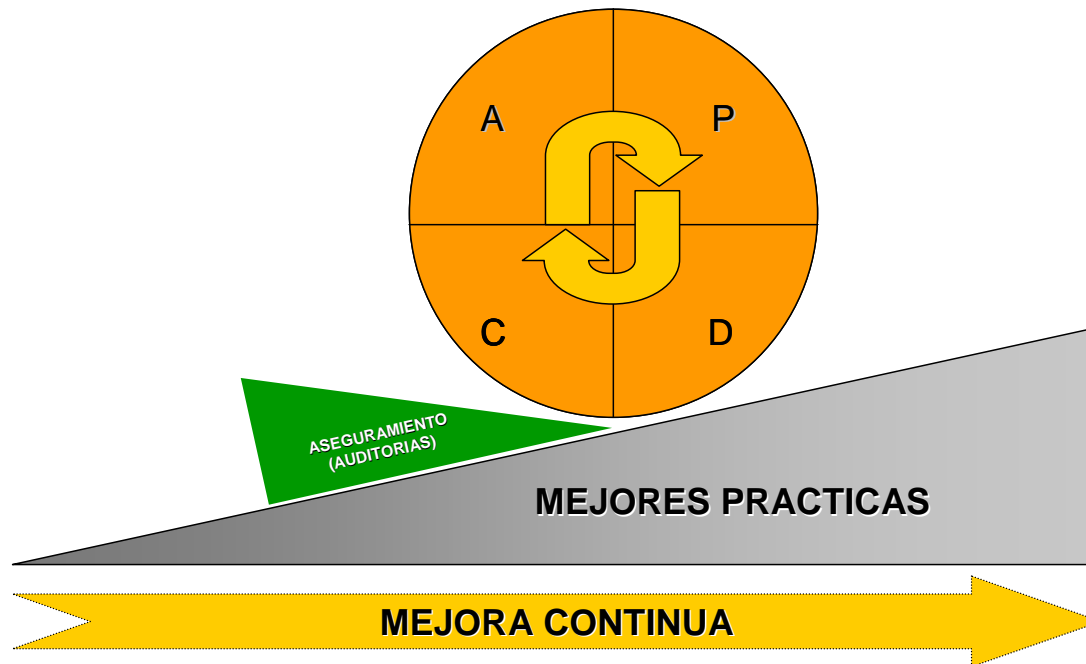 A
P
C
D
ASEGURAMIENTO
(AUDITORIAS)
MEJORES PRACTICAS
MEJORA CONTINUA